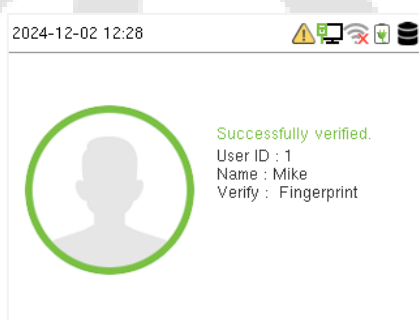 2024-12-02 12:28
Successfully verified.
User ID : 1
Name : Mike
Verify : Fingerprint